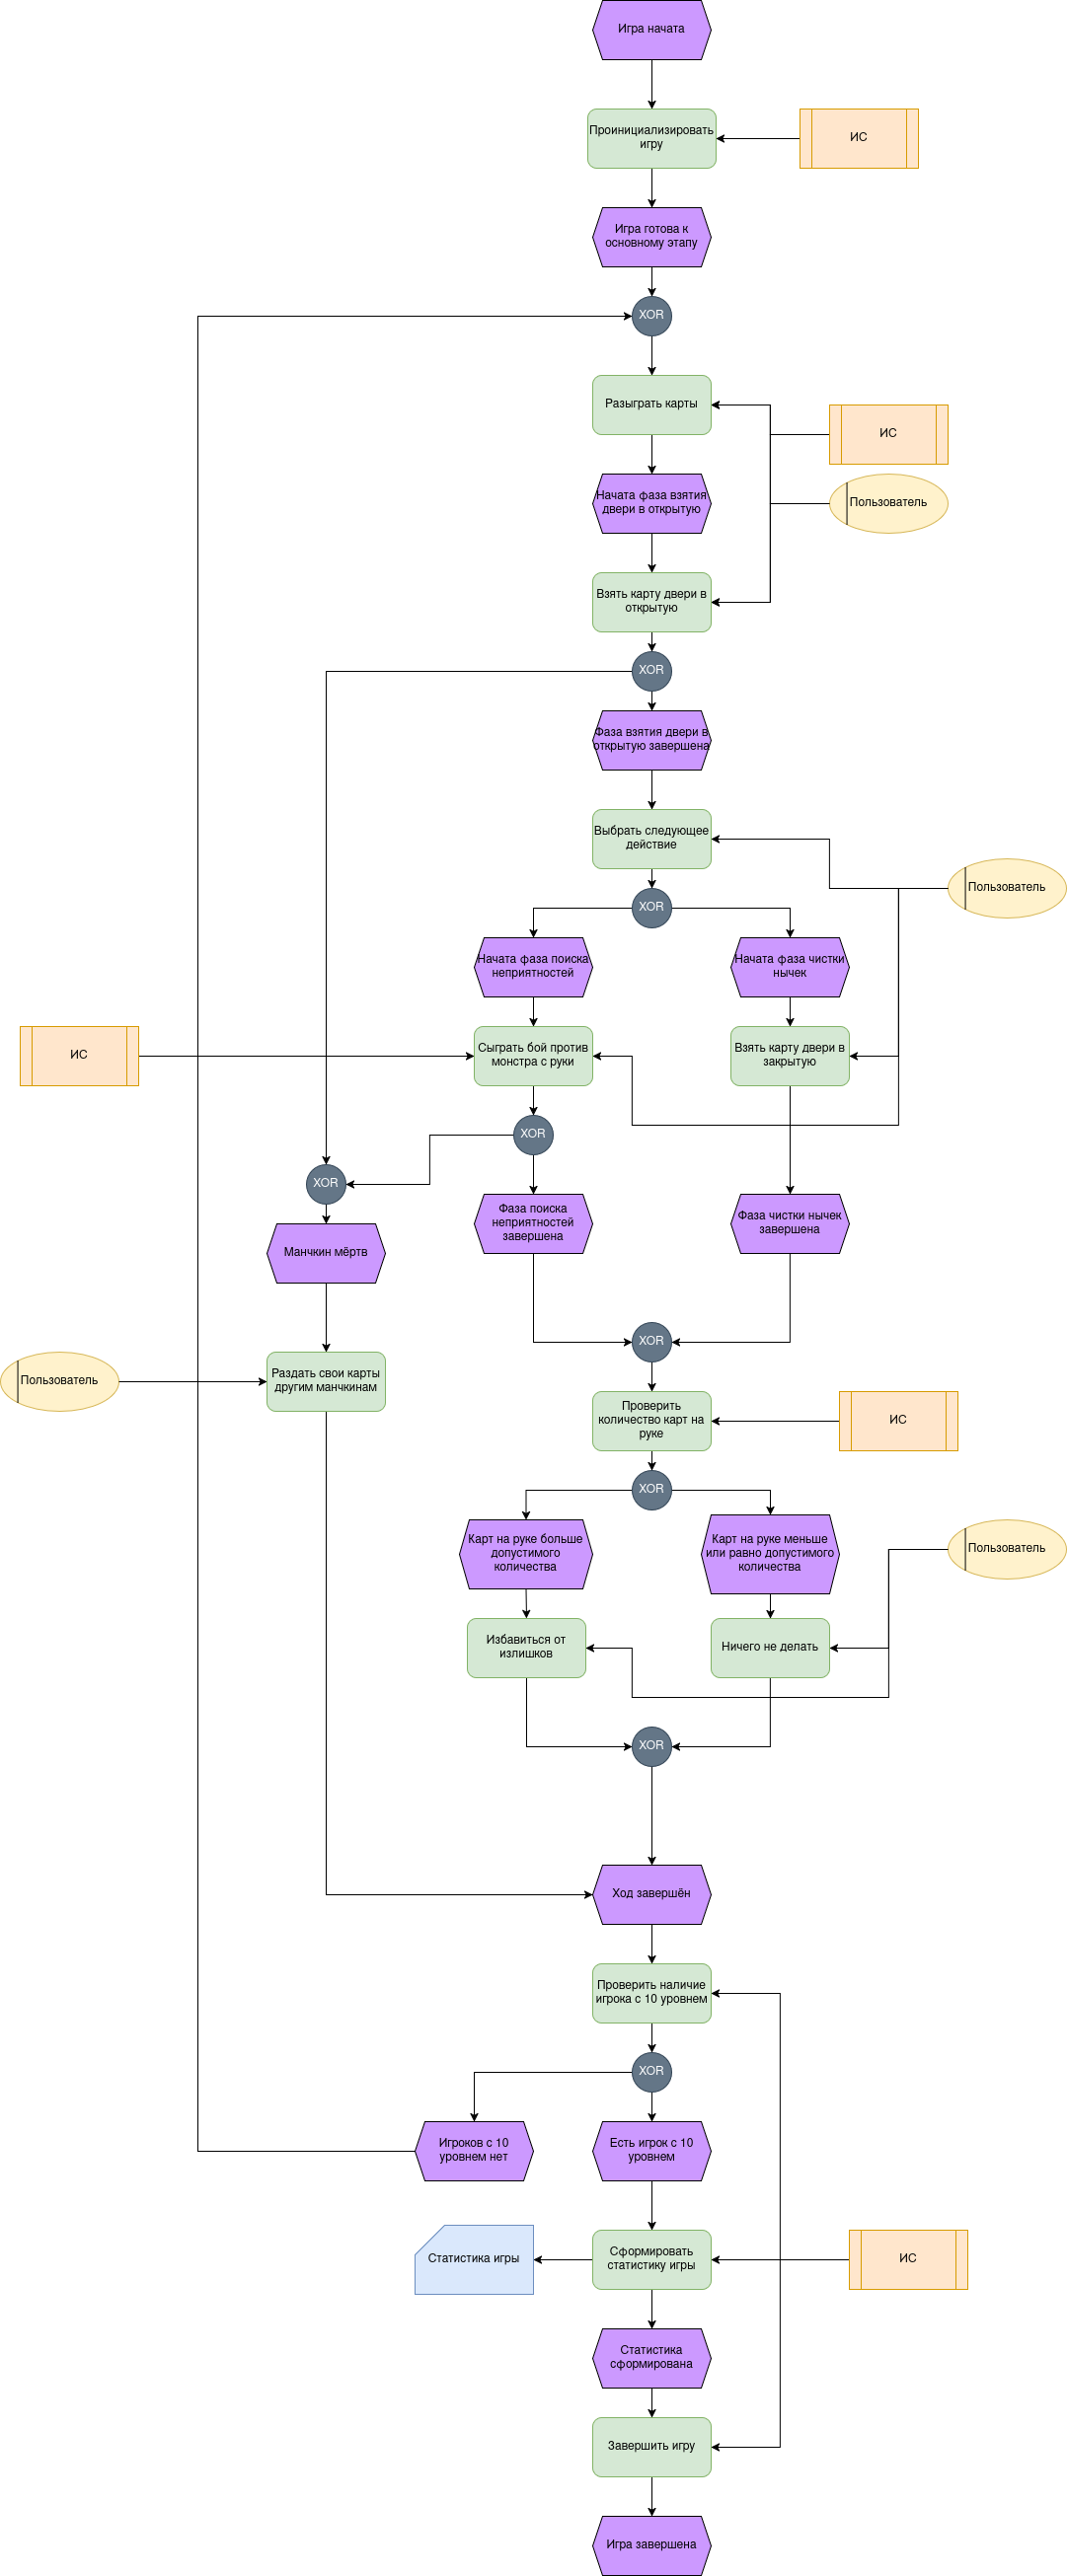 Игра начата
Проинициализировать
игру
ИС
Игра готова к
основному этапу
XOR
Разыграть карты
ИС
Начата фаза взятия
двери в открытую
Пользователь
Взять карту двери в
открытую
XOR
Фаза взятия двери в
открытую завершена
Выбрать следующее
действие
Пользователь
XOR
Начата фаза поиска
неприятностей
Начата фаза чистки
нычек
ИС
Сыграть бой против
монстра с руки
Взять карту двери в
закрытую
XOR
XOR
Фаза поиска
неприятностей
завершена
Фаза чистки нычек
завершена
Манчкин мёртв
XOR
Пользователь
Раздать свои карты
другим манчкинам
Проверить
количество карт на
руке
ИС
XOR
Карт на руке больше
допустимого
количества
Карт на руке меньше
или равно допустимого
количества
Пользователь
Избавиться от
излишков
Ничего не делать
XOR
Ход завершён
Проверить наличие
игрока с 10 уровнем
XOR
Игроков с 10
уровнем нет
Есть игрок с 10
уровнем
Статистика игры
Сформировать
статистику игры
ИС
Статистика
сформирована
Завершить игру
Игра завершена